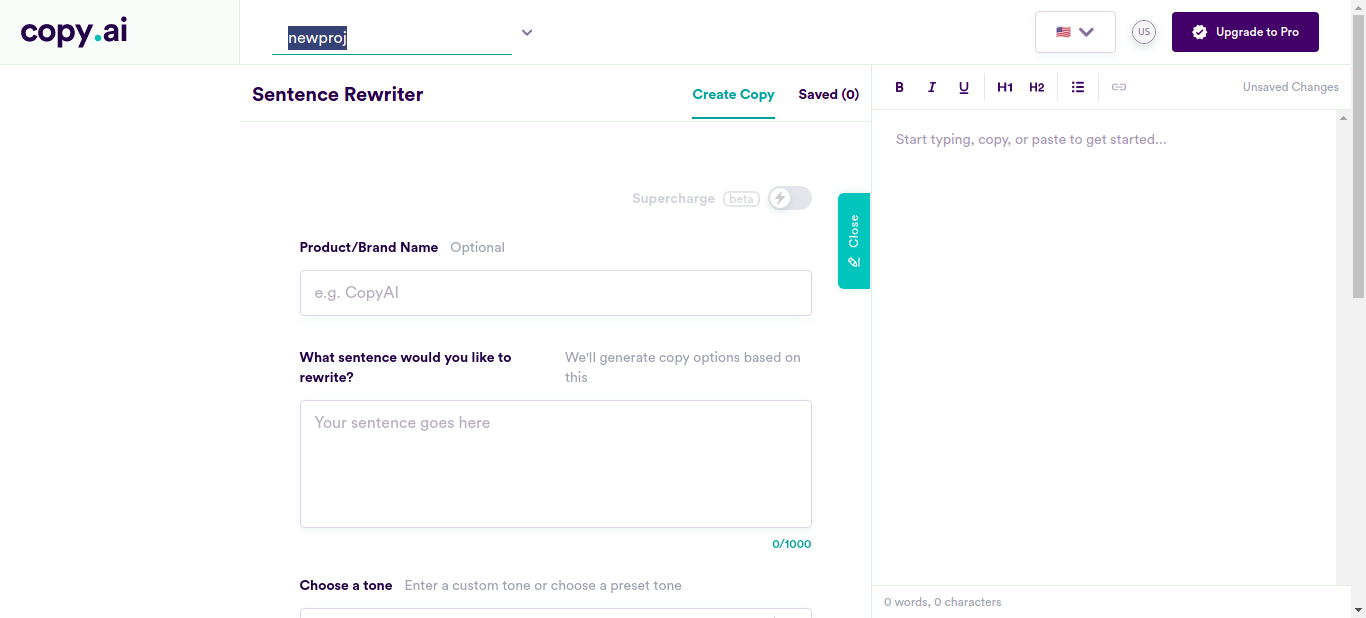 copy.ai
newproj
US
Upgrade to Pro
Sentence Rewriter
Create Copy
Saved (0)
B I U H1 H2
Unsaved Changes
Start typing, copy, or paste to get started...
Supercharge beta
Close
Product/Brand Name Optional
e.g. CopyAI
What sentence would you like to
rewrite?
We'll generate copy options based on
this
Your sentence goes here
0/1000
Choose a tone Enter a custom tone or choose a preset tone
0 words, 0 characters